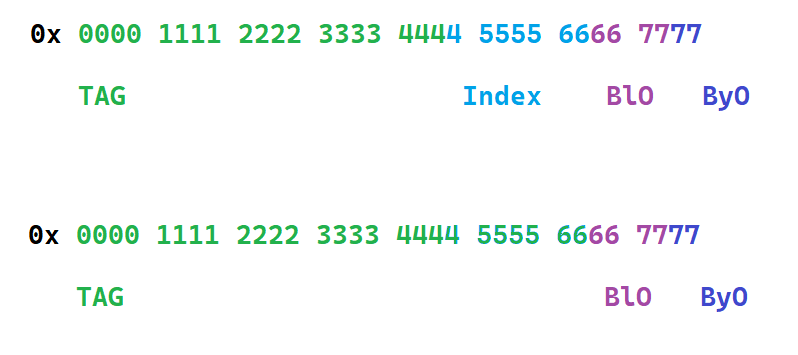 0x 0000 1111 2222 3333 4444 5555 6666 7777
TAG Index BlO ByO
0x 0000 1111 2222 3333 4444 5555 6666 7777
TAG BlO ByO